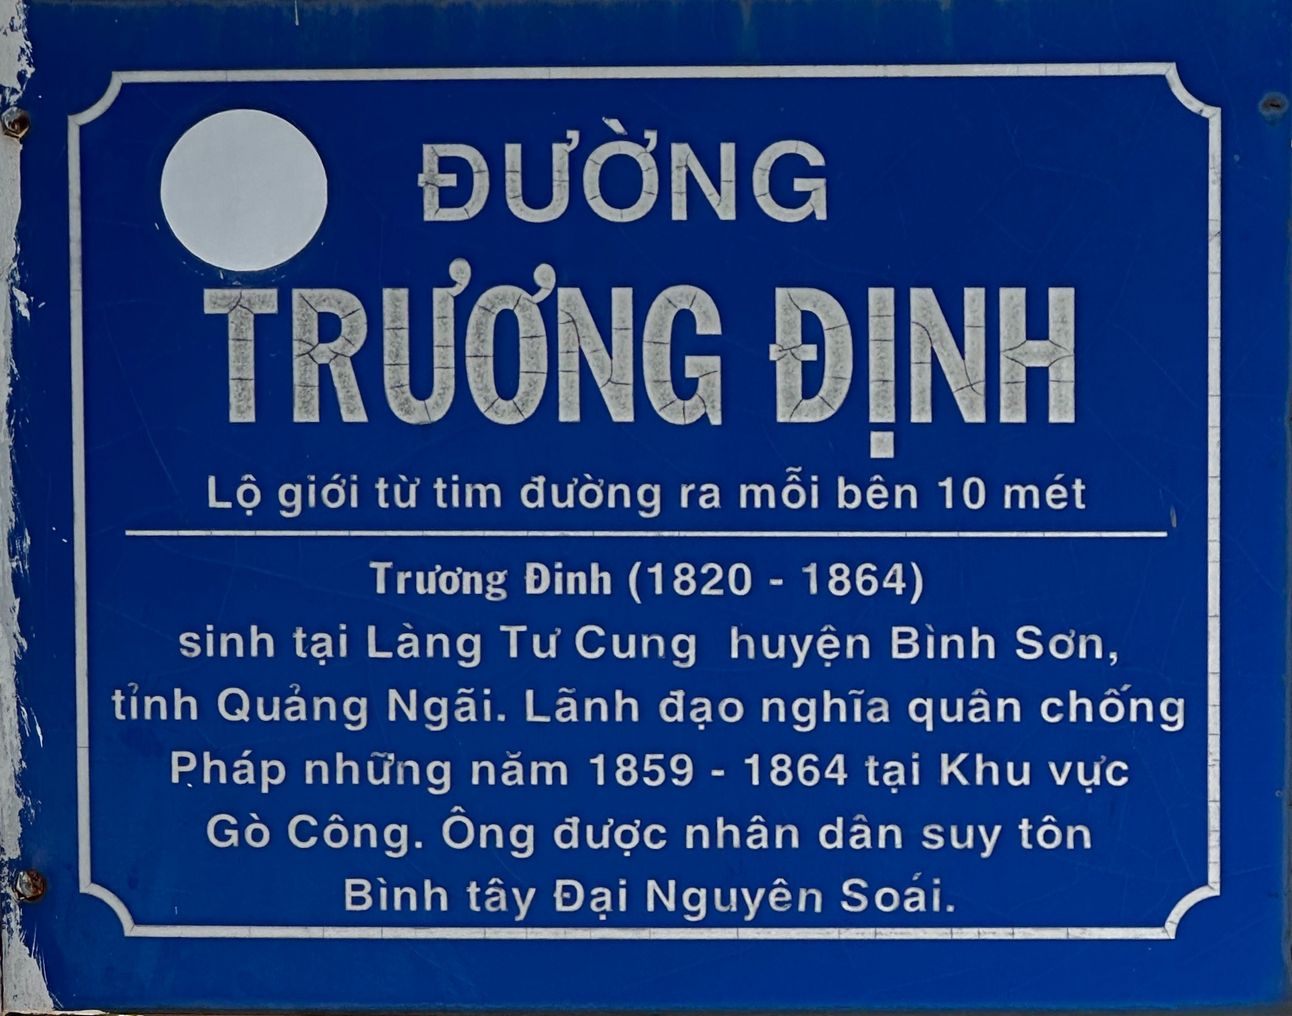 ĐƯỜNG
TRƯƠNG ĐỊNH
Lộ giới từ tim đường ra mỗi bên 10 mét
Trương Đinh (1820 - 1864)
sinh tại Làng Tư Cung huyện Bình Sơn,
tỉnh Quảng Ngãi. Lãnh đạo nghĩa quân chống
Pháp những năm 1859 - 1864 tại Khu vực
Gò Công. Ông được nhân dân suy tôn
Bình tây Đại Nguyên Soái.